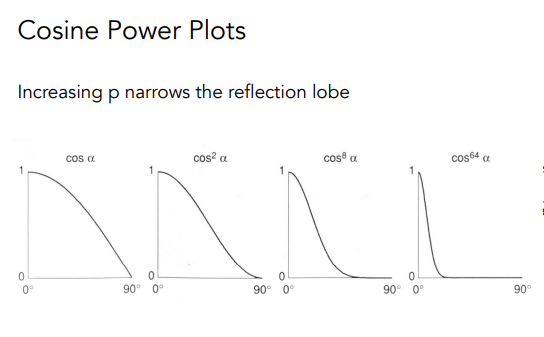 Cosine Power Plots
Increasing p narrows the reflection lobe
cos α
cos² α
cos⁸ α
cos⁶⁴ α
1
1
1
1
0
0
0
0
0°
90°
0°
90°
0°
90°
0°
90°